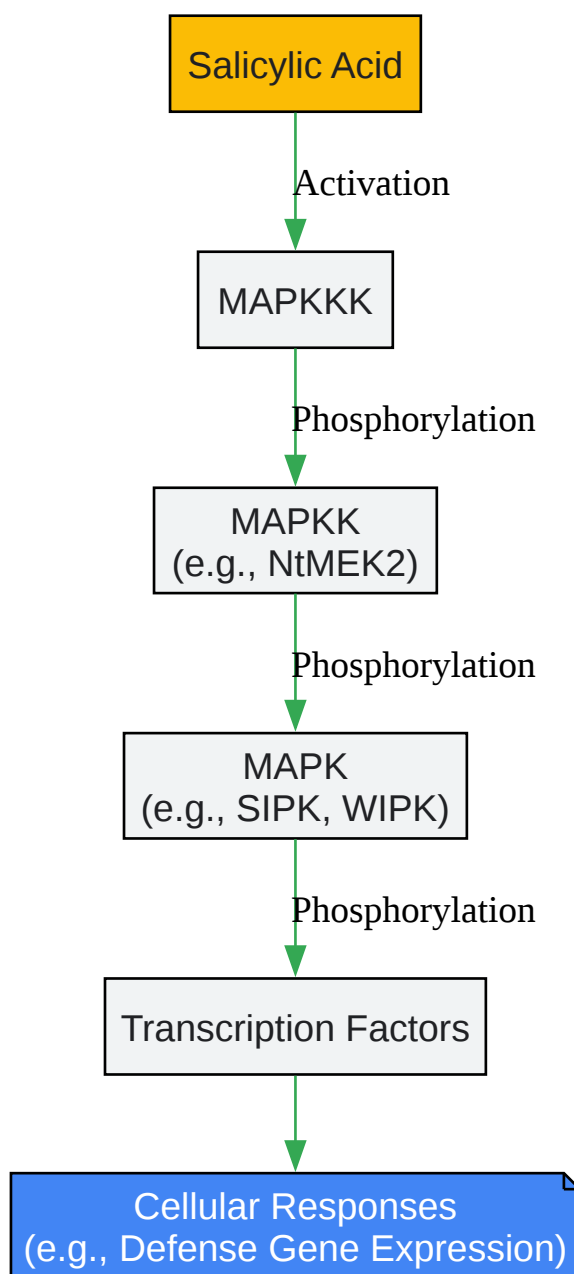 Salicylic Acid
Activation
MAPKKK
Phosphorylation
MAPKK
(e.g., NtMEK2)
Phosphorylation
MAPK
(e.g., SIPK, WIPK)
Phosphorylation
Transcription Factors
Cellular Responses
(e.g., Defense Gene Expression)